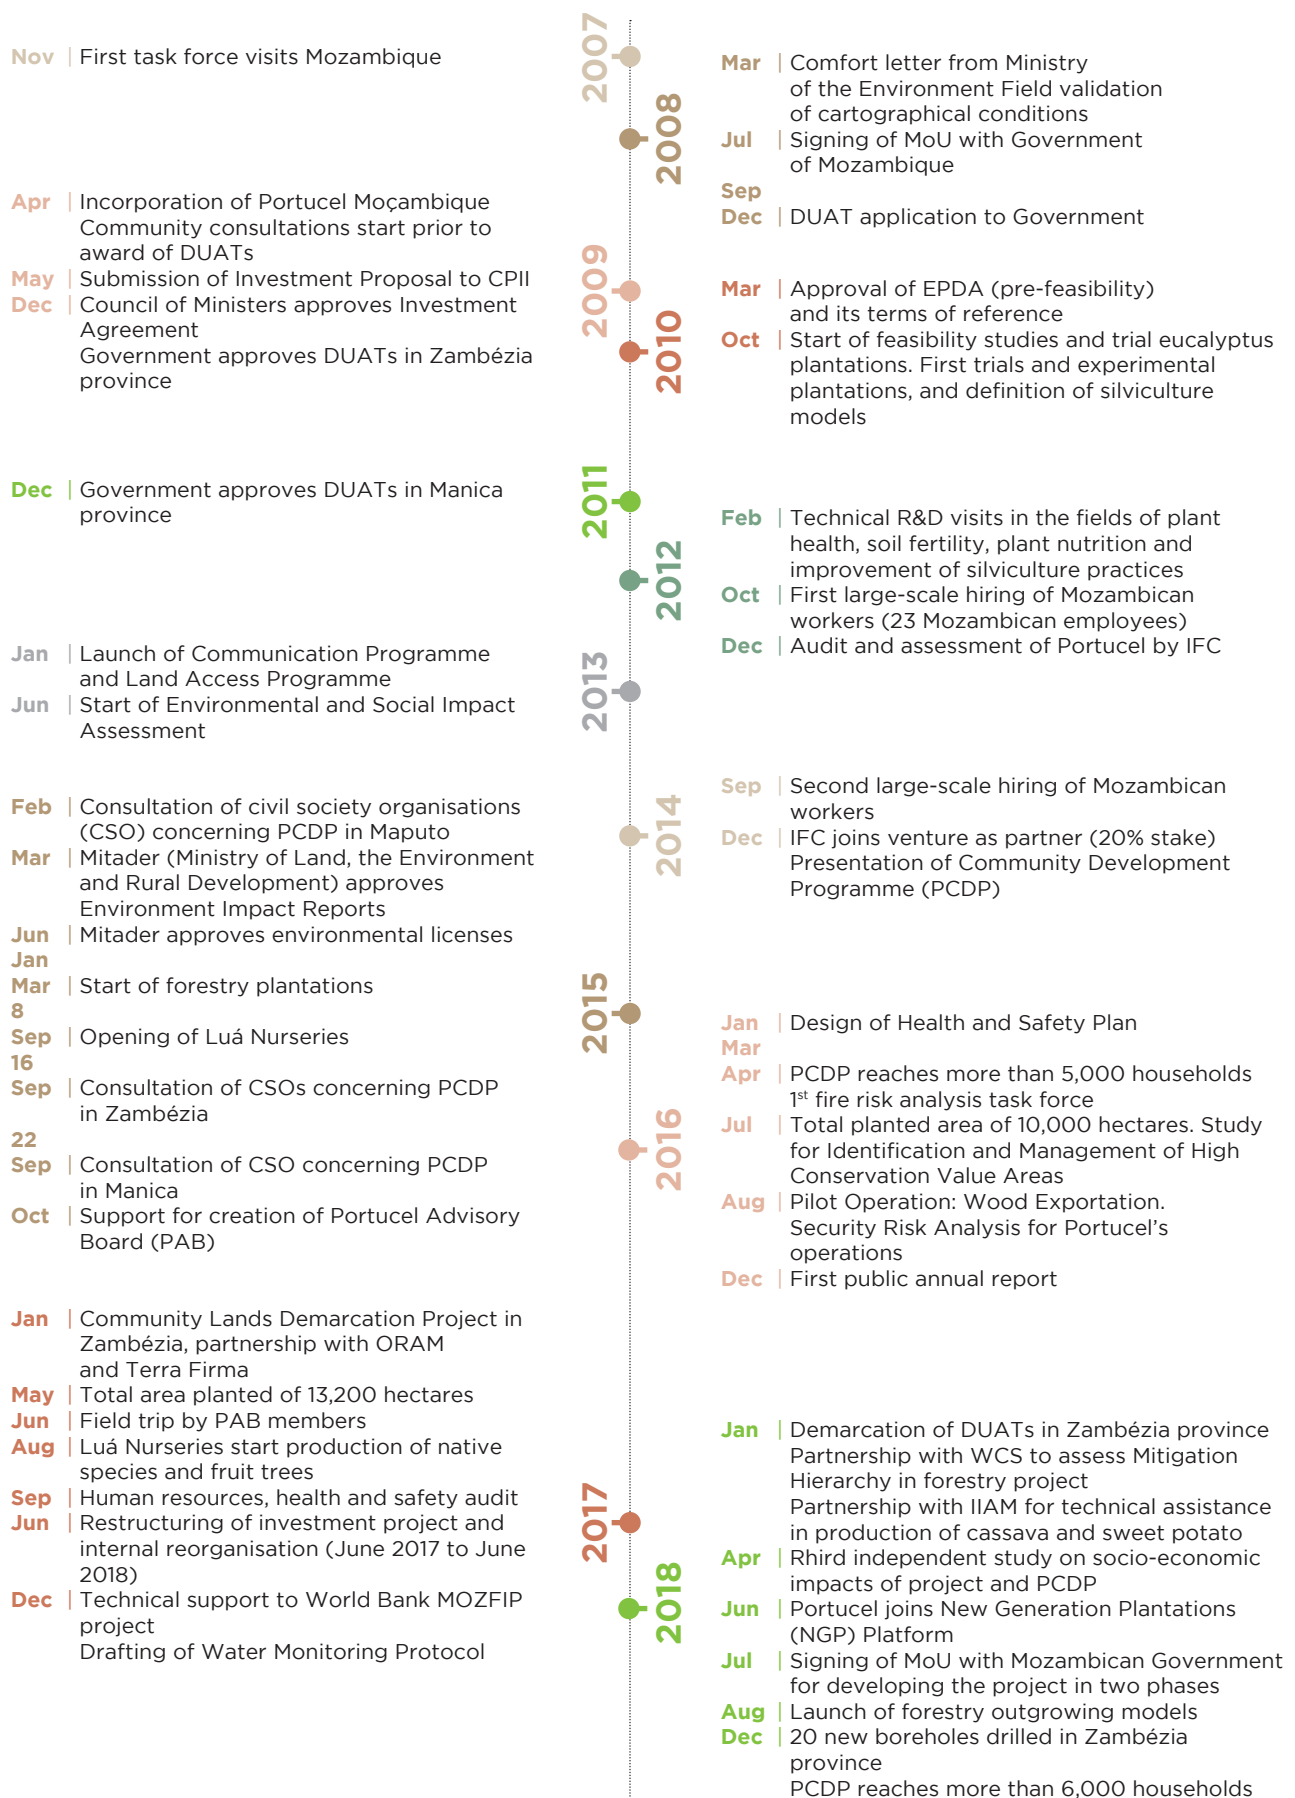 2007
Nov | First task force visits Mozambique
2008
Mar | Comfort letter from Ministry
of the Environment Field validation
of cartographical conditions
Jul | Signing of MoU with Government
of Mozambique
Sep
Dec | DUAT application to Government
2009
Apr | Incorporation of Portucel Moçambique
Community consultations start prior to
award of DUATs
May | Submission of Investment Proposal to CPII
Dec | Council of Ministers approves Investment
Agreement
Government approves DUATs in Zambézia
province
2010
Mar | Approval of EPDA (pre-feasibility)
and its terms of reference
Oct | Start of feasibility studies and trial eucalyptus
plantations. First trials and experimental
plantations, and definition of silviculture
models
2011
Dec | Government approves DUATs in Manica
province
2012
Feb | Technical R&D visits in the fields of plant
health, soil fertility, plant nutrition and
improvement of silviculture practices
Oct | First large-scale hiring of Mozambican
workers (23 Mozambican employees)
Dec | Audit and assessment of Portucel by IFC
2013
Jan | Launch of Communication Programme
and Land Access Programme
Jun | Start of Environmental and Social Impact
Assessment
2014
Sep | Second large-scale hiring of Mozambican
workers
Dec | IFC joins venture as partner (20% stake)
Presentation of Community Development
Programme (PCDP)
2015
Feb | Consultation of civil society organisations
(CSO) concerning PCDP in Maputo
Mar | Mitader (Ministry of Land, the Environment
and Rural Development) approves
Environment Impact Reports
Jun | Mitader approves environmental licenses
Jan
Mar | Start of forestry plantations
8
Sep | Opening of Luá Nurseries
16
Sep | Consultation of CSOs concerning PCDP
in Zambézia
22
Sep | Consultation of CSO concerning PCDP
in Manica
Oct | Support for creation of Portucel Advisory
Board (PAB)
2016
Jan | Design of Health and Safety Plan
Mar
Apr | PCDP reaches more than 5,000 households
1st fire risk analysis task force
Jul | Total planted area of 10,000 hectares. Study
for Identification and Management of High
Conservation Value Areas
Aug | Pilot Operation: Wood Exportation.
Security Risk Analysis for Portucel's
operations
Dec | First public annual report
2017
Jan | Community Lands Demarcation Project in
Zambézia, partnership with ORAM
and Terra Firma
May | Total area planted of 13,200 hectares
Jun | Field trip by PAB members
Aug | Luá Nurseries start production of native
species and fruit trees
Sep | Human resources, health and safety audit
Jun | Restructuring of investment project and
internal reorganisation (June 2017 to June
2018)
Dec | Technical support to World Bank MOZFIP
project
Drafting of Water Monitoring Protocol
2018
Jan | Demarcation of DUATs in Zambézia province
Partnership with WCS to assess Mitigation
Hierarchy in forestry project
Partnership with IIAM for technical assistance
in production of cassava and sweet potato
Apr | Rhird independent study on socio-economic
impacts of project and PCDP
Jun | Portucel joins New Generation Plantations
(NGP) Platform
Jul | Signing of MoU with Mozambican Government
for developing the project in two phases
Aug | Launch of forestry outgrowing models
Dec | 20 new boreholes drilled in Zambézia
province
PCDP reaches more than 6,000 households